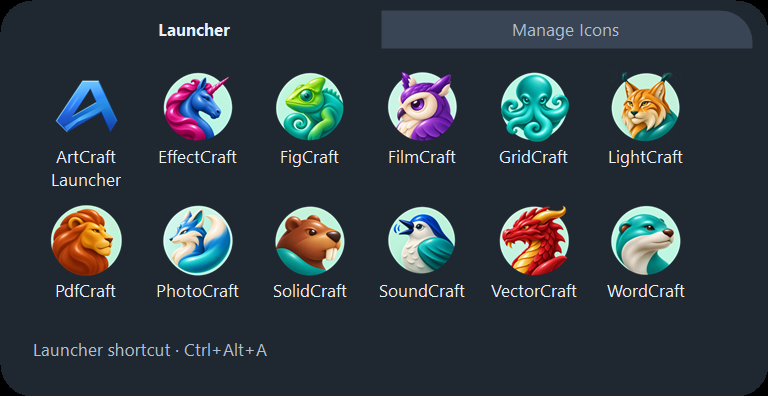 Launcher
Manage Icons
ArtCraft
Launcher
EffectCraft
FigCraft
FilmCraft
GridCraft
LightCraft
PdfCraft
PhotoCraft
SolidCraft
SoundCraft
VectorCraft
WordCraft
Launcher shortcut · Ctrl+Alt+A